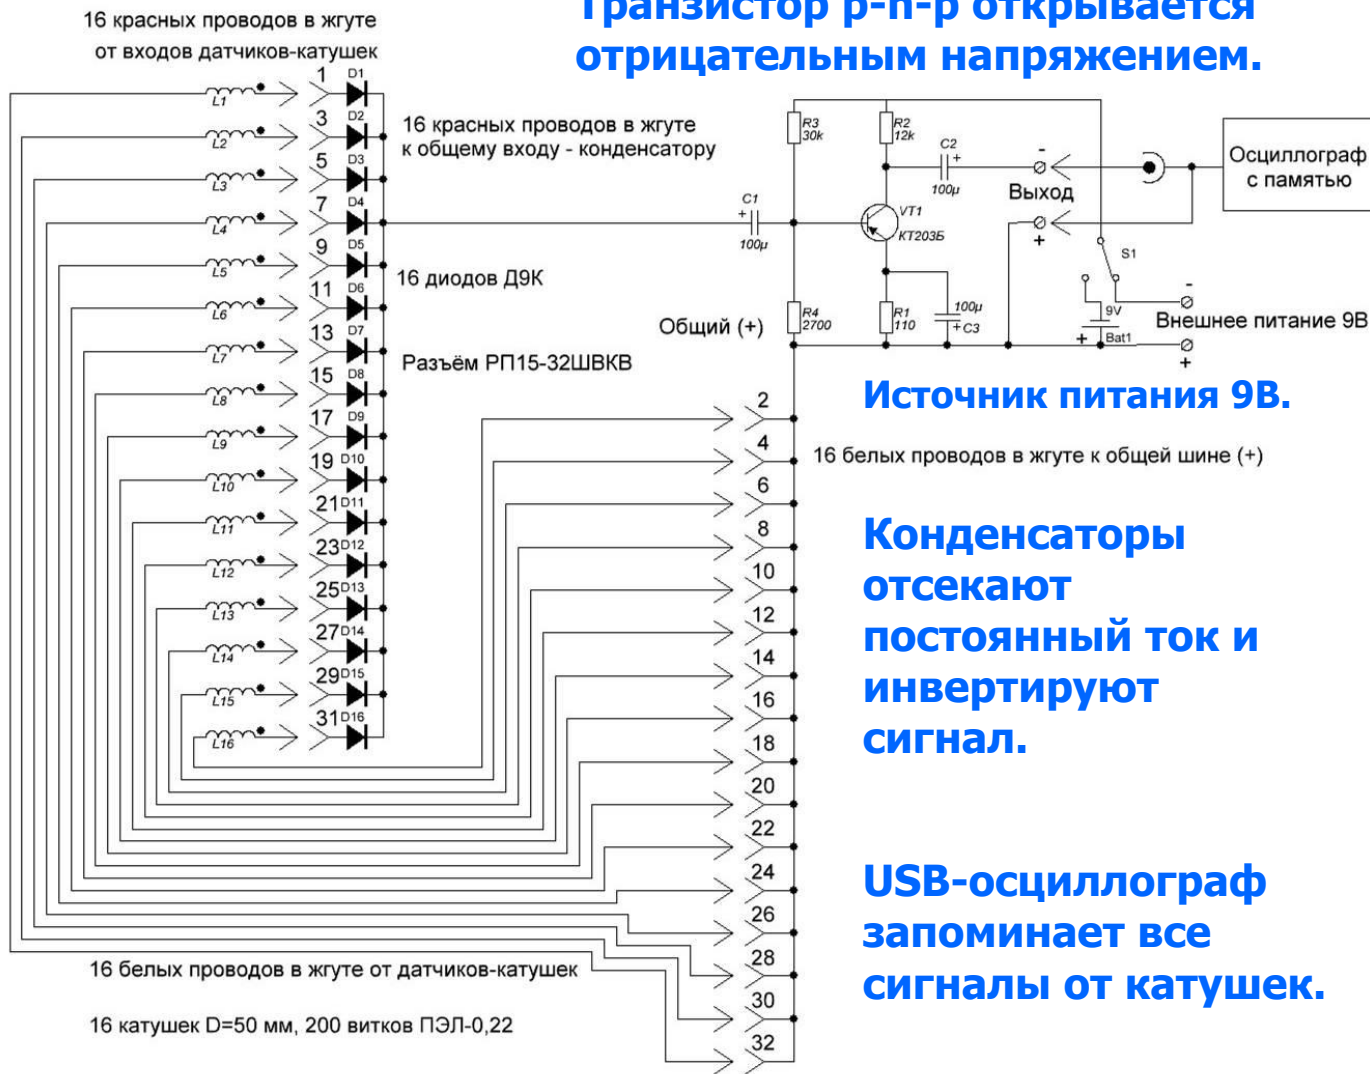 Транзистор p-n-p открывается
отрицательным напряжением.
16 красных проводов в жгуте
от входов датчиков-катушек
L1
1
D1
L2
3
D2
L3
5
D3
L4
7
D4
L5
9
D5
L6
11
D6
L7
13
D7
L8
15
D8
L9
17
D9
L10
19
D10
L11
21
D11
L12
23
D12
L13
25
D13
L14
27
D14
L15
29
D15
L16
31
D16
16 красных проводов в жгуте
к общему входу - конденсатору
16 диодов Д9К
Разъём РП15-32ШВКВ
C1
+
100µ
R3
30k
R2
12k
C2
+
100µ
VT1
КТ203Б
R4
2700
R1
110
100µ
+C3
Общий (+)
-
Выход
+
Осциллограф
с памятью
S1
9V
+
Bat1
-
Внешнее питание 9В
+
Источник питания 9В.
2
4
6
8
10
12
14
16
18
20
22
24
26
28
30
32
16 белых проводов в жгуте к общей шине (+)
Конденсаторы
отсекают
постоянный ток и
инвертируют
сигнал.
USB-осциллограф
запоминает все
сигналы от катушек.
16 белых проводов в жгуте от датчиков-катушек
16 катушек D=50 мм, 200 витков ПЭЛ-0,22